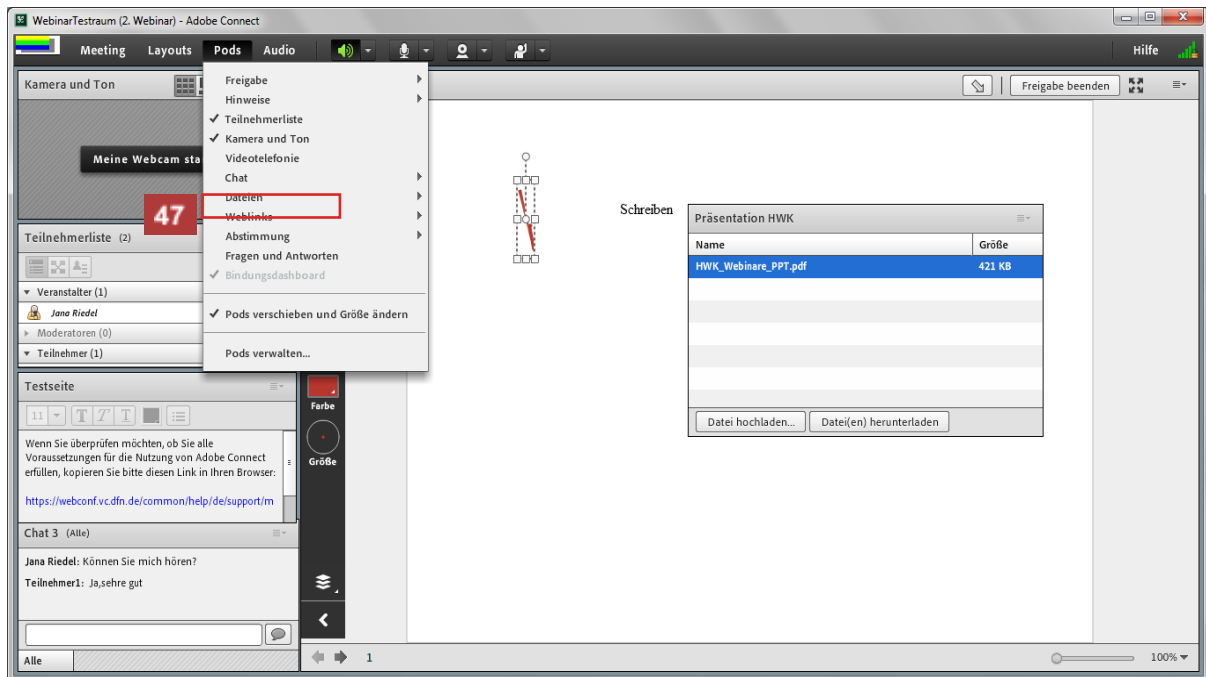 WebinarTestraum (2. Webinar) - Adobe Connect
Meeting Layouts Pods Audio Hilfe
Kamera und Ton
Freigabe beenden
Meine Webcam sta
Freigabe
Hinweise
Teilnehmerliste
Kamera und Ton
Videotelefonie
Chat
Dateien
Weblinks
Abstimmung
Fragen und Antworten
Bindungsdashboard
Pods verschieben und Größe ändern
Pods verwalten...
47
Teilnehmerliste (2)
Veranstalter (1)
Jana Riedel
Moderatoren (0)
Teilnehmer (1)
Testseite
11 T T T
Wenn Sie überprüfen möchten, ob Sie alle
Voraussetzungen für die Nutzung von Adobe Connect
erfüllen, kopieren Sie bitte diesen Link in Ihren Browser:
https://webconf.vc.dfn.de/common/help/de/support/m
Chat 3 (Alle)
Jana Riedel: Können Sie mich hören?
Teilnehmer1: Ja,sehre gut
Alle
Farbe
Größe
Schreiben
Präsentation HWK
Name Größe
HWK_Webinare_PPT.pdf 421 KB
Datei hochladen... Datei(en) herunterladen
1
100%